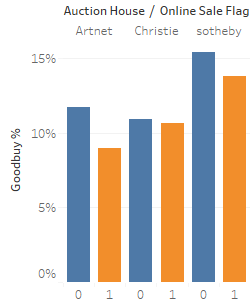 Auction House / Online Sale Flag
Artnet Christie sotheby
15%
10%
5%
0%
Goodbuy %
0 1 0 1 0 1